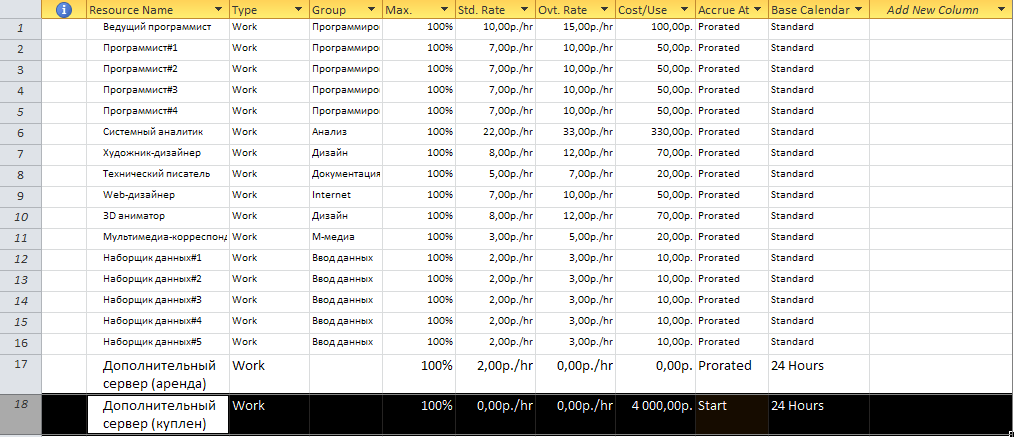 Resource Name Type Group Max. Std. Rate Ovt. Rate Cost/Use Accrue At Base Calendar Add New Column
1 Ведущий программист Work Программиро 100% 10,00р./hr 15,00р./hr 100,00р. Prorated Standard
2 Программист#1 Work Программиро 100% 7,00р./hr 10,00р./hr 50,00р. Prorated Standard
3 Программист#2 Work Программиро 100% 7,00р./hr 10,00р./hr 50,00р. Prorated Standard
4 Программист#3 Work Программиро 100% 7,00р./hr 10,00р./hr 50,00р. Prorated Standard
5 Программист#4 Work Программиро 100% 7,00р./hr 10,00р./hr 50,00р. Prorated Standard
6 Системный аналитик Work Анализ 100% 22,00р./hr 33,00р./hr 330,00р. Prorated Standard
7 Художник-дизайнер Work Дизайн 100% 8,00р./hr 12,00р./hr 70,00р. Prorated Standard
8 Технический писатель Work Документация 100% 5,00р./hr 7,00р./hr 20,00р. Prorated Standard
9 Web-дизайнер Work Internet 100% 7,00р./hr 10,00р./hr 50,00р. Prorated Standard
10 3D аниматор Work Дизайн 100% 8,00р./hr 12,00р./hr 70,00р. Prorated Standard
11 Мультимедиа-корреспонд Work М-медиа 100% 3,00р./hr 5,00р./hr 20,00р. Prorated Standard
12 Наборщик данных#1 Work Ввод данных 100% 2,00р./hr 3,00р./hr 10,00р. Prorated Standard
13 Наборщик данных#2 Work Ввод данных 100% 2,00р./hr 3,00р./hr 10,00р. Prorated Standard
14 Наборщик данных#3 Work Ввод данных 100% 2,00р./hr 3,00р./hr 10,00р. Prorated Standard
15 Наборщик данных#4 Work Ввод данных 100% 2,00р./hr 3,00р./hr 10,00р. Prorated Standard
16 Наборщик данных#5 Work Ввод данных 100% 2,00р./hr 3,00р./hr 10,00р. Prorated Standard
17 Дополнительный Work 100% 2,00р./hr 0,00р./hr 0,00р. Prorated 24 Hours
сервер (аренда)
18 Дополнительный Work 100% 0,00р./hr 0,00р./hr 4 000,00р. Start 24 Hours
сервер (куплен)